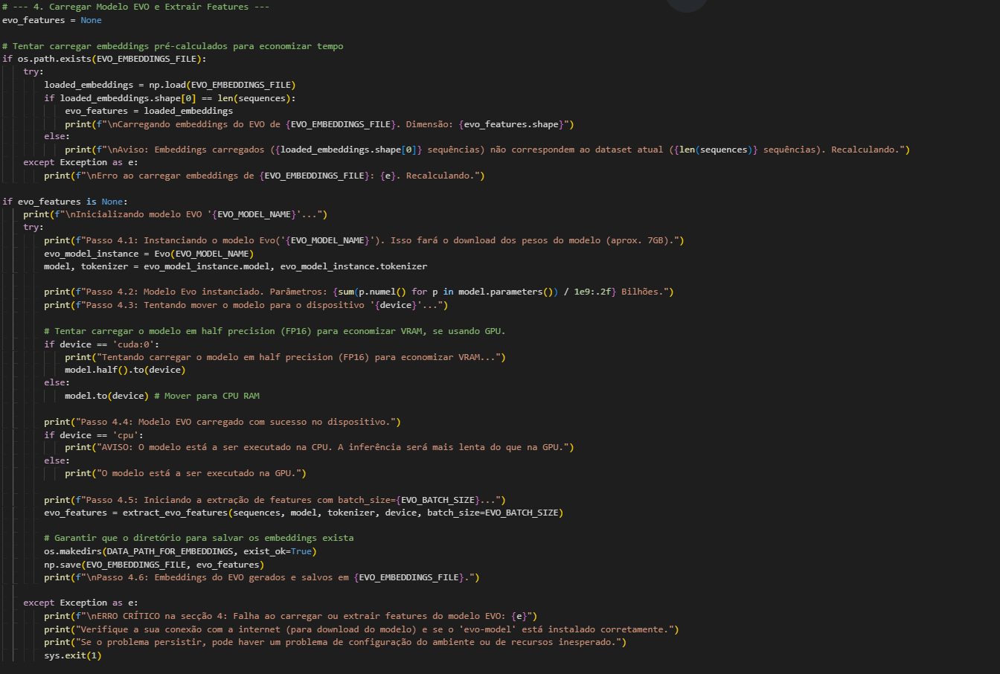 # --- 4. Carregar Modelo EVO e Extrair Features ---
evo_features = None
# Tentar carregar embeddings pré-calculados para economizar tempo
if os.path.exists(EVO_EMBEDDINGS_FILE):
    try:
        loaded_embeddings = np.load(EVO_EMBEDDINGS_FILE)
        if loaded_embeddings.shape[0] == len(sequences):
            evo_features = loaded_embeddings
            print(f"\nCarregando embeddings do EVO de {EVO_EMBEDDINGS_FILE}. Dimensão: {evo_features.shape}")
        else:
            print(f"\nAviso: Embeddings carregados ({loaded_embeddings.shape[0]} sequências) não correspondem ao dataset atual ({len(sequences)} sequências). Recalculando.")
    except Exception as e:
        print(f"\nErro ao carregar embeddings de {EVO_EMBEDDINGS_FILE}: {e}. Recalculando.")
if evo_features is None:
    print(f"\nInicializando modelo EVO '{EVO_MODEL_NAME}'...")
    try:
        print(f"Passo 4.1: Instanciando o modelo Evo('{EVO_MODEL_NAME}'). Isso fará o download dos pesos do modelo (aprox. 7GB).")
        evo_model_instance = Evo(EVO_MODEL_NAME)
        model, tokenizer = evo_model_instance.model, evo_model_instance.tokenizer
        print(f"Passo 4.2: Modelo Evo instanciado. Parâmetros: {sum(p.numel() for p in model.parameters()) / 1e9:.2f} Bilhões.")
        print(f"Passo 4.3: Tentando mover o modelo para o dispositivo '{device}'...")
        # Tentar carregar o modelo em half precision (FP16) para economizar VRAM, se usando GPU.
        if device == 'cuda:0':
            print("Tentando carregar o modelo em half precision (FP16) para economizar VRAM...")
            model.half().to(device)
        else:
            model.to(device) # Mover para CPU RAM
        print("Passo 4.4: Modelo EVO carregado com sucesso no dispositivo.")
        if device == 'cpu':
            print("AVISO: O modelo está a ser executado na CPU. A inferência será mais lenta do que na GPU.")
        else:
            print("O modelo está a ser executado na GPU.")
        print(f"Passo 4.5: Iniciando a extração de features com batch_size={EVO_BATCH_SIZE}...")
        evo_features = extract_evo_features(sequences, model, tokenizer, device, batch_size=EVO_BATCH_SIZE)
        # Garantir que o diretório para salvar os embeddings exista
        os.makedirs(DATA_PATH_FOR_EMBEDDINGS, exist_ok=True)
        np.save(EVO_EMBEDDINGS_FILE, evo_features)
        print(f"\nPasso 4.6: Embeddings do EVO gerados e salvos em {EVO_EMBEDDINGS_FILE}.")
    except Exception as e:
        print(f"\nERRO CRÍTICO na secção 4: Falha ao carregar ou extrair features do modelo EVO: {e}")
        print("Verifique a sua conexão com a internet (para download do modelo) e se o 'evo-model' está instalado corretamente.")
        print("Se o problema persistir, pode haver um problema de configuração do ambiente ou de recursos inesperado.")
        sys.exit(1)